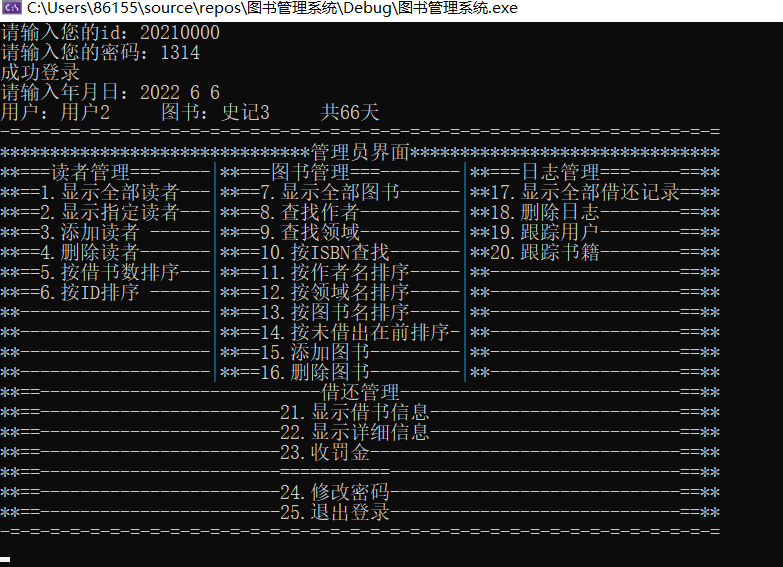 C:\Users\86155\source\repos\图书管理系统\Debug\图书管理系统.exe
请输入您的id: 20210000
请输入您的密码: 1314
成功登录
请输入年月日: 2022 6 6
用户: 用户2     图书: 史记3     共66天
-=-=-=-=-=-=-=-=-=-=-=-=-=-=-=-=-=-=-=-=-=-=-=-=-=-=-=-=-=-=-=-=-=-=-=-=
*******************************管理员界面*******************************
**===读者管理===-----|**===图书管理===--------|**===日志管理===-----==**
**==1.显示全部读者---|**==7.显示全部图书------|**17.显示全部借还记录==**
**==2.显示指定读者---|**==8.查找作者----------|**18.删除日志--------==**
**==3.添加读者 ------|**==9.查找领域----------|**19.跟踪用户--------==**
**==4.删除读者-------|**==10.按ISBN查找-------|**20.跟踪书籍--------==**
**==5.按借书数排序---|**==11.按作者名排序-----|**-------------------==**
**==6.按ID排序 ------|**==12.按领域名排序-----|**-------------------==**
**-------------------|**==13.按图书名排序-----|**-------------------==**
**-------------------|**==14.按未借出在前排序-|**-------------------==**
**-------------------|**==15.添加图书---------|**-------------------==**
**-------------------|**==16.删除图书---------|**-------------------==**
**==----------------------------借还管理----------------------------==**
**==------------------------21.显示借书信息-------------------------==**
**==------------------------22.显示详细信息-------------------------==**
**==------------------------23.收罚金-------------------------------==**
**==------------------------===========-----------------------------==**
**==------------------------24.修改密码-----------------------------==**
**==------------------------25.退出登录-----------------------------==**
-=-=-=-=-=-=-=-=-=-=-=-=-=-=-=-=-=-=-=-=-=-=-=-=-=-=-=-=-=-=-=-=-=-=-=-=